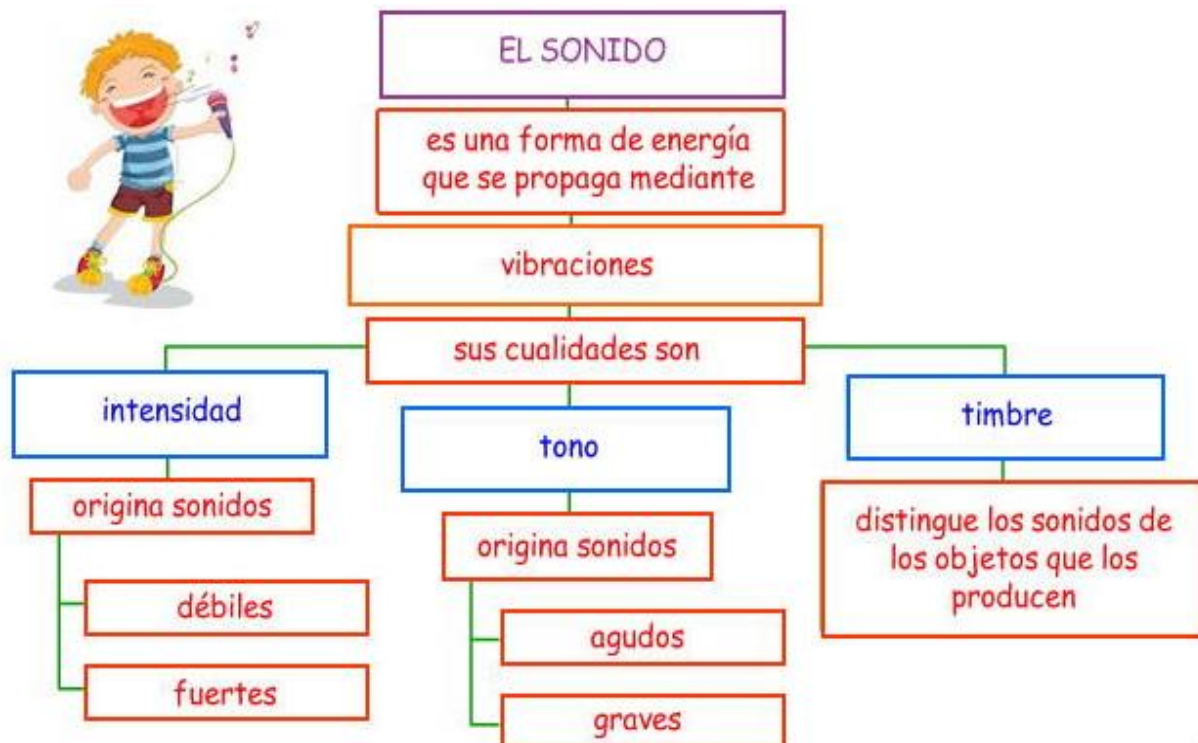 EL SONIDO
es una forma de energía
que se propaga mediante
vibraciones
sus cualidades son
intensidad
origina sonidos
débiles
fuertes
tono
origina sonidos
agudos
graves
timbre
distingue los sonidos de
los objetos que los
producen